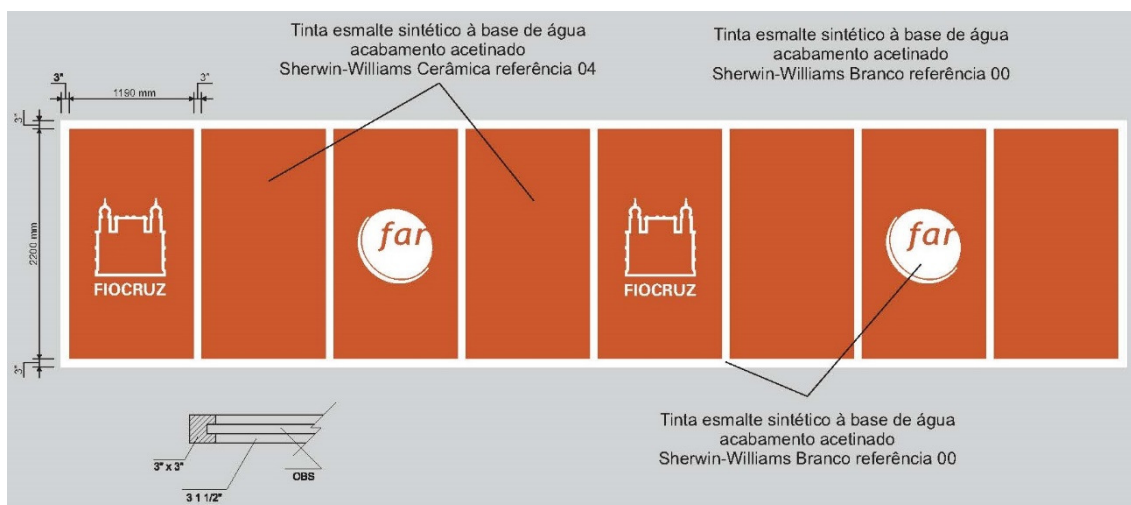 Tinta esmalte sintético à base de água
acabamento acetinado
Sherwin-Williams Cerâmica referência 04
Tinta esmalte sintético à base de água
acabamento acetinado
Sherwin-Williams Branco referência 00
3"
3"
1190 mm
3"
2200 mm
3"
FIOCRUZ
far
FIOCRUZ
far
3" x 3"
3 1 1/2"
OBS
Tinta esmalte sintético à base de água
acabamento acetinado
Sherwin-Williams Branco referência 00